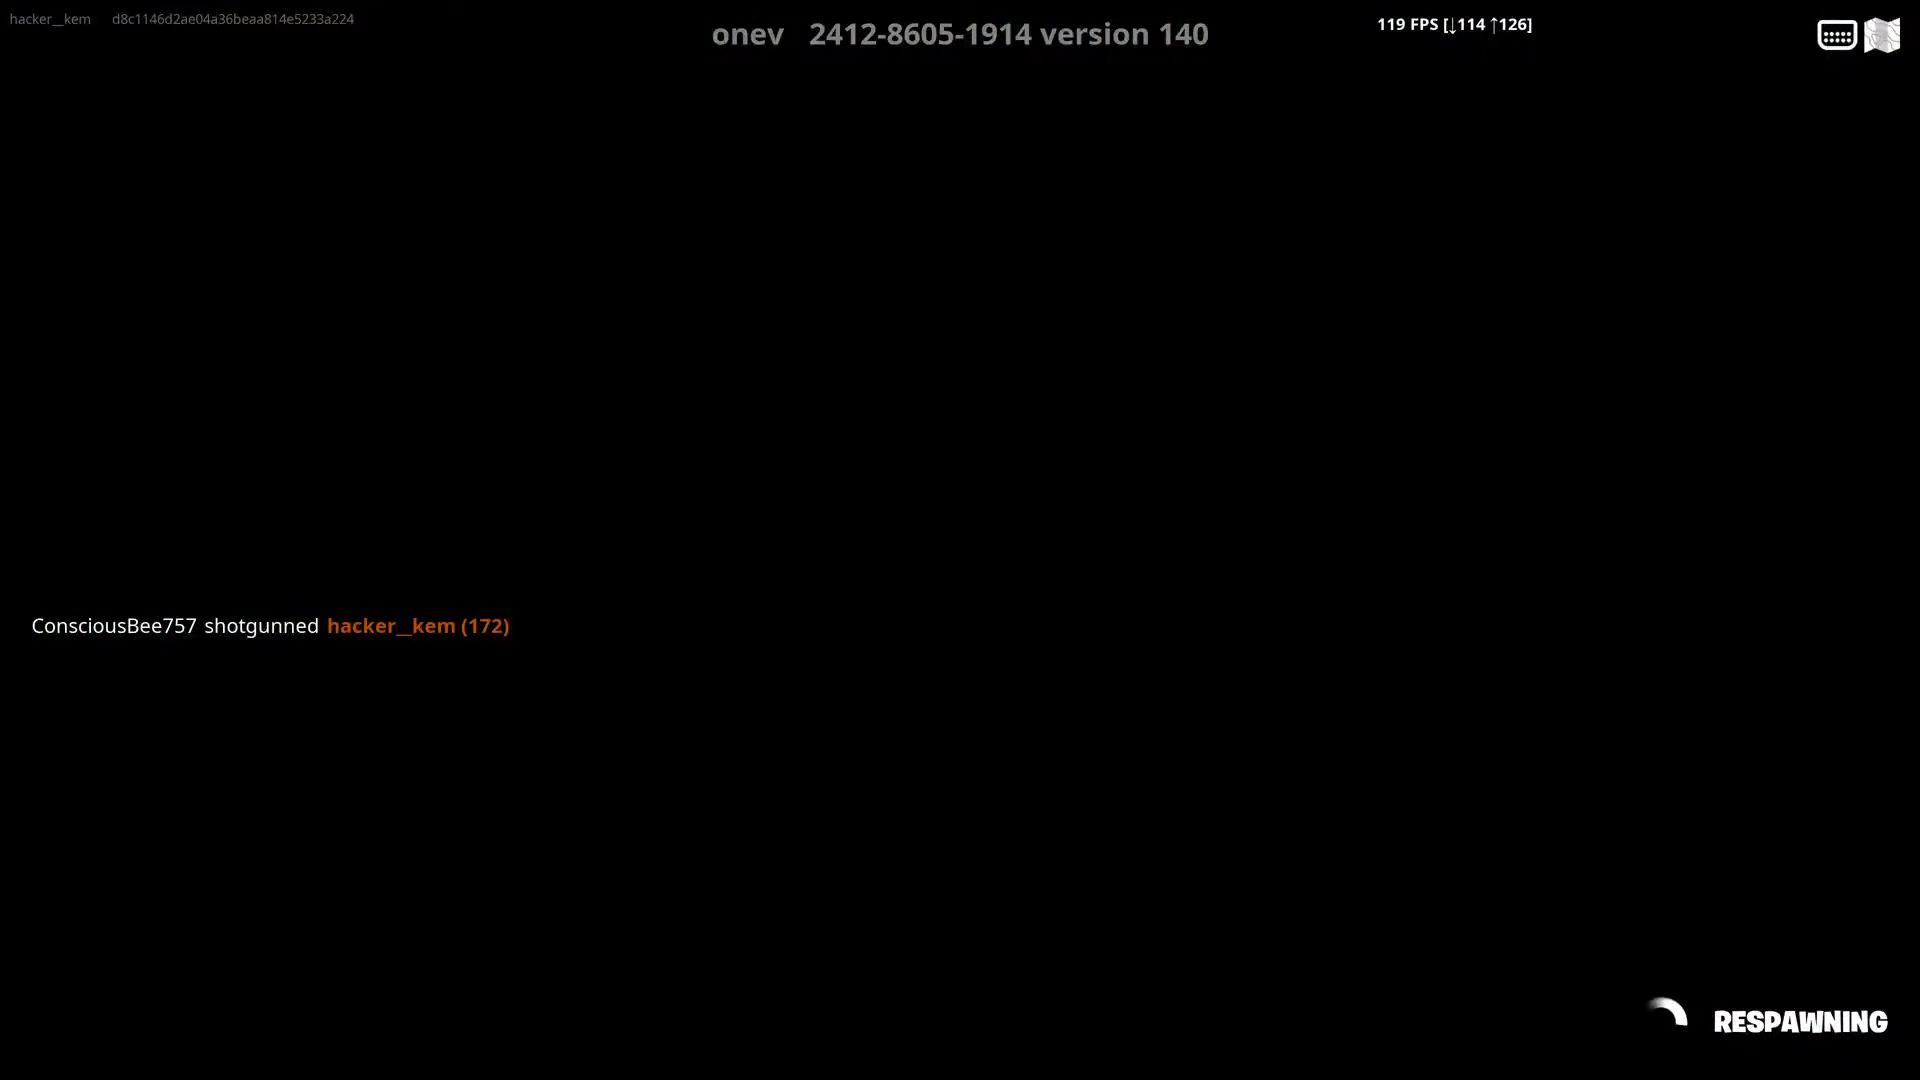 hacker__kem d8c1146d2ae04a36beaa814e5233a224
onev 2412-8605-1914 version 140
119 FPS [↓114 ↑126]
ConsciousBee757 shotgunned hacker__kem (172)
RESPAWNING